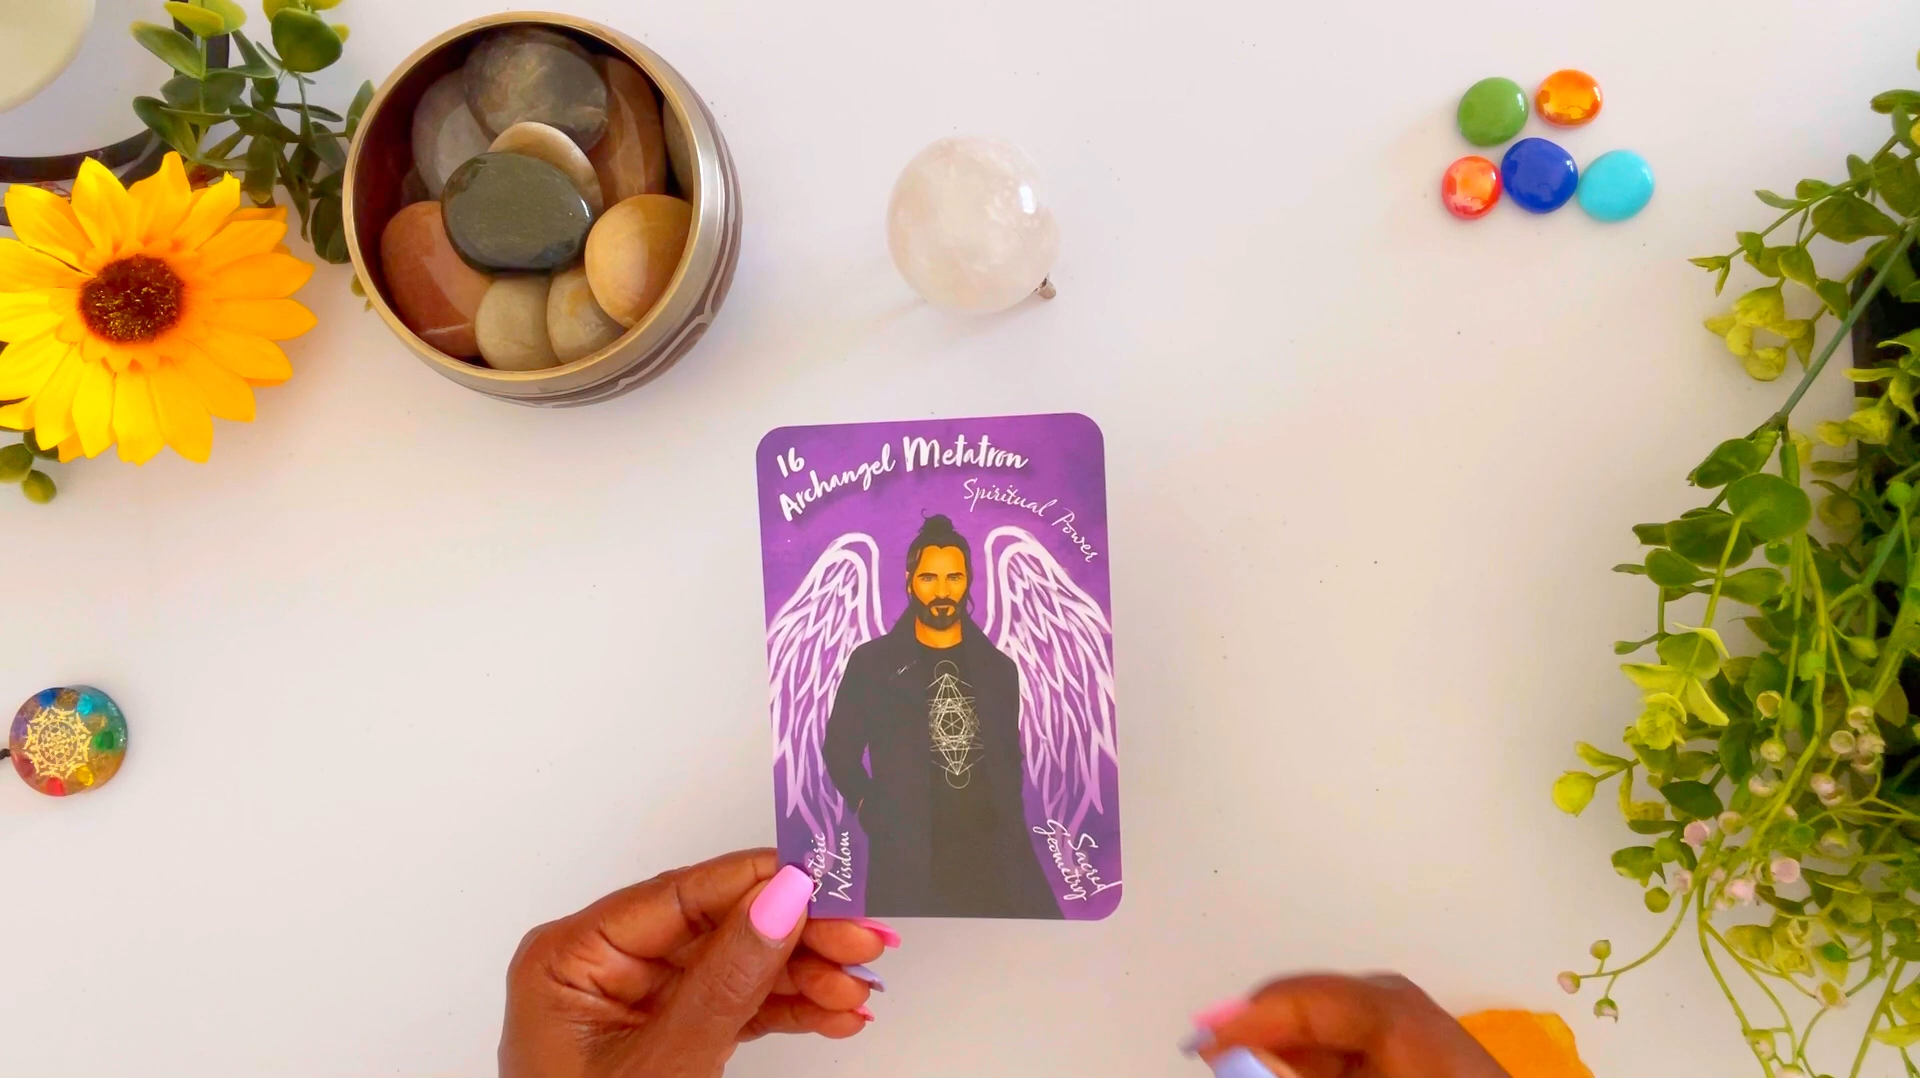 16
Archangel Metatron
Spiritual Power
Esoteric
Wisdom
Sacred
Geometry